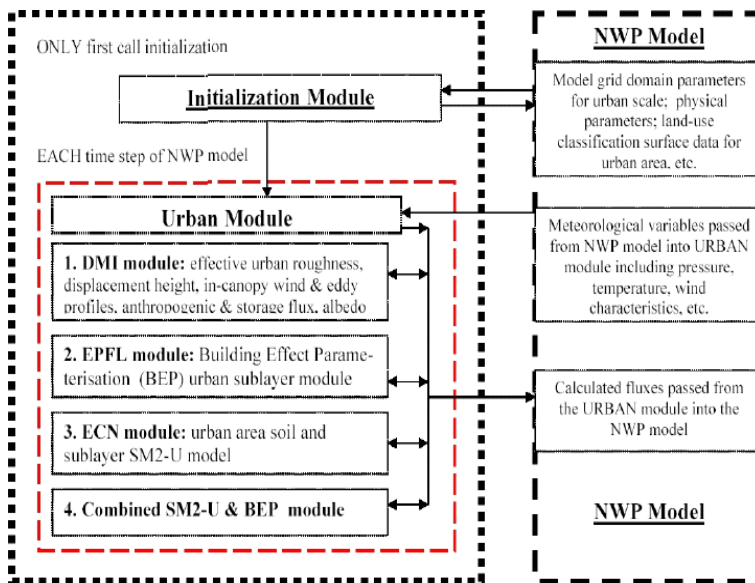 ONLY first call initialization
Initialization Module
EACH time step of NWP model
Urban Module
1. DMI module: effective urban roughness,
displacement height, in-canopy wind & eddy
profiles, anthropogenic & storage flux, albedo
2. EPFL module: Building Effect Parame-
terisation (BEP) urban sublayer module
3. ECN module: urban area soil and
sublayer SM2-U model
4. Combined SM2-U & BEP module
NWP Model
Model grid domain parameters
for urban scale; physical
parameters; land-use
classification surface data for
urban area, etc.
Meteorological variables passed
from NWP model into URBAN
module including pressure,
temperature, wind
characteristics, etc.
Calculated fluxes passed from
the URBAN module into the
NWP model
NWP Model